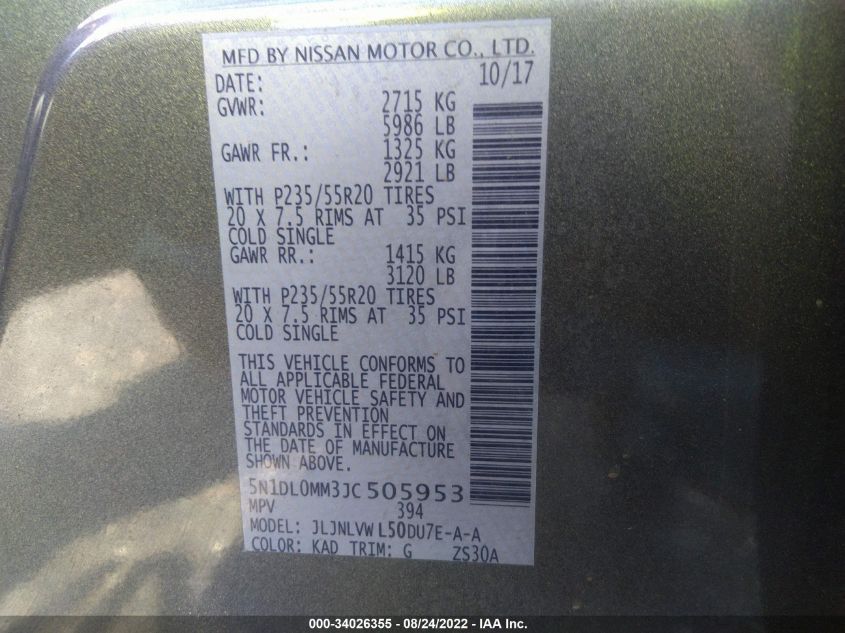 MFD BY NISSAN MOTOR CO., LTD.
DATE: 10/17
GVWR: 2715 KG
5986 LB
GAWR FR.: 1325 KG
2921 LB
WITH P235/55R20 TIRES
20 X 7.5 RIMS AT 35 PSI
COLD SINGLE
GAWR RR.: 1415 KG
3120 LB
WITH P235/55R20 TIRES
20 X 7.5 RIMS AT 35 PSI
COLD SINGLE
THIS VEHICLE CONFORMS TO
ALL APPLICABLE FEDERAL
MOTOR VEHICLE SAFETY AND
THEFT PREVENTION
STANDARDS IN EFFECT ON
THE DATE OF MANUFACTURE
SHOWN ABOVE.
5N1DL0MM3JC505953
MPV 394
MODEL: JLJNLVW L50DU7E-A-A
COLOR: KAD TRIM: G ZS30A
000-34026355 - 08/24/2022 - IAA Inc.